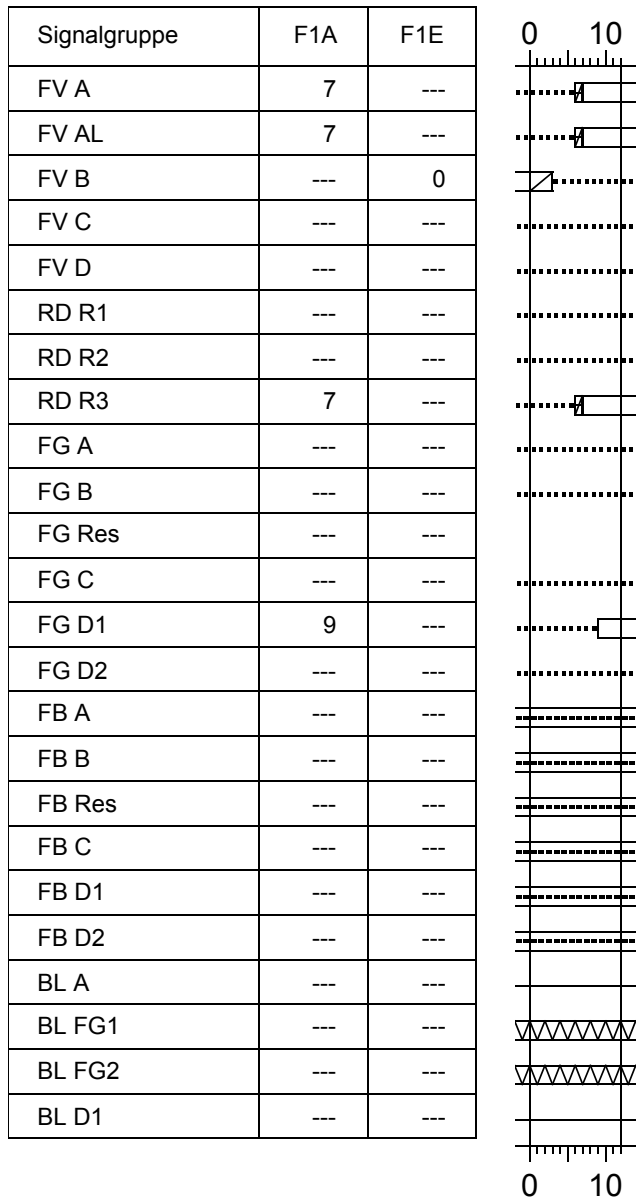 Signalgruppe F1A F1E 0 10
FV A 7 ---
FV AL 7 ---
FV B --- 0
FV C --- ---
FV D --- ---
RD R1 --- ---
RD R2 --- ---
RD R3 7 ---
FG A --- ---
FG B --- ---
FG Res --- ---
FG C --- ---
FG D1 9 ---
FG D2 --- ---
FB A --- ---
FB B --- ---
FB Res --- ---
FB C --- ---
FB D1 --- ---
FB D2 --- ---
BL A --- ---
BL FG1 --- ---
BL FG2 --- ---
BL D1 --- ---
0 10